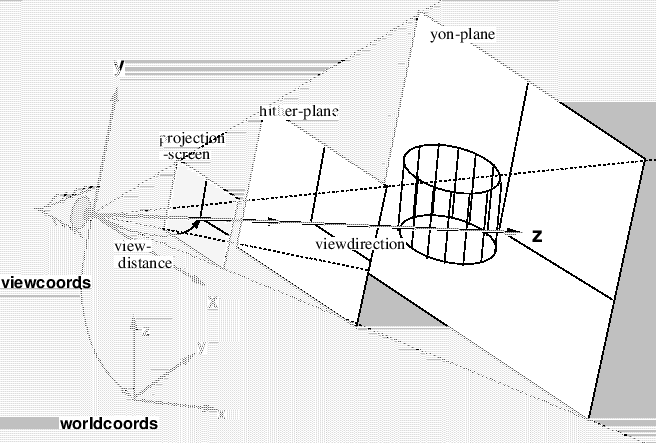 yon-plane
y
hither-plane
projection
-screen
z
viewdirection
view-
distance
viewcoords
x
z
y
x
worldcoords